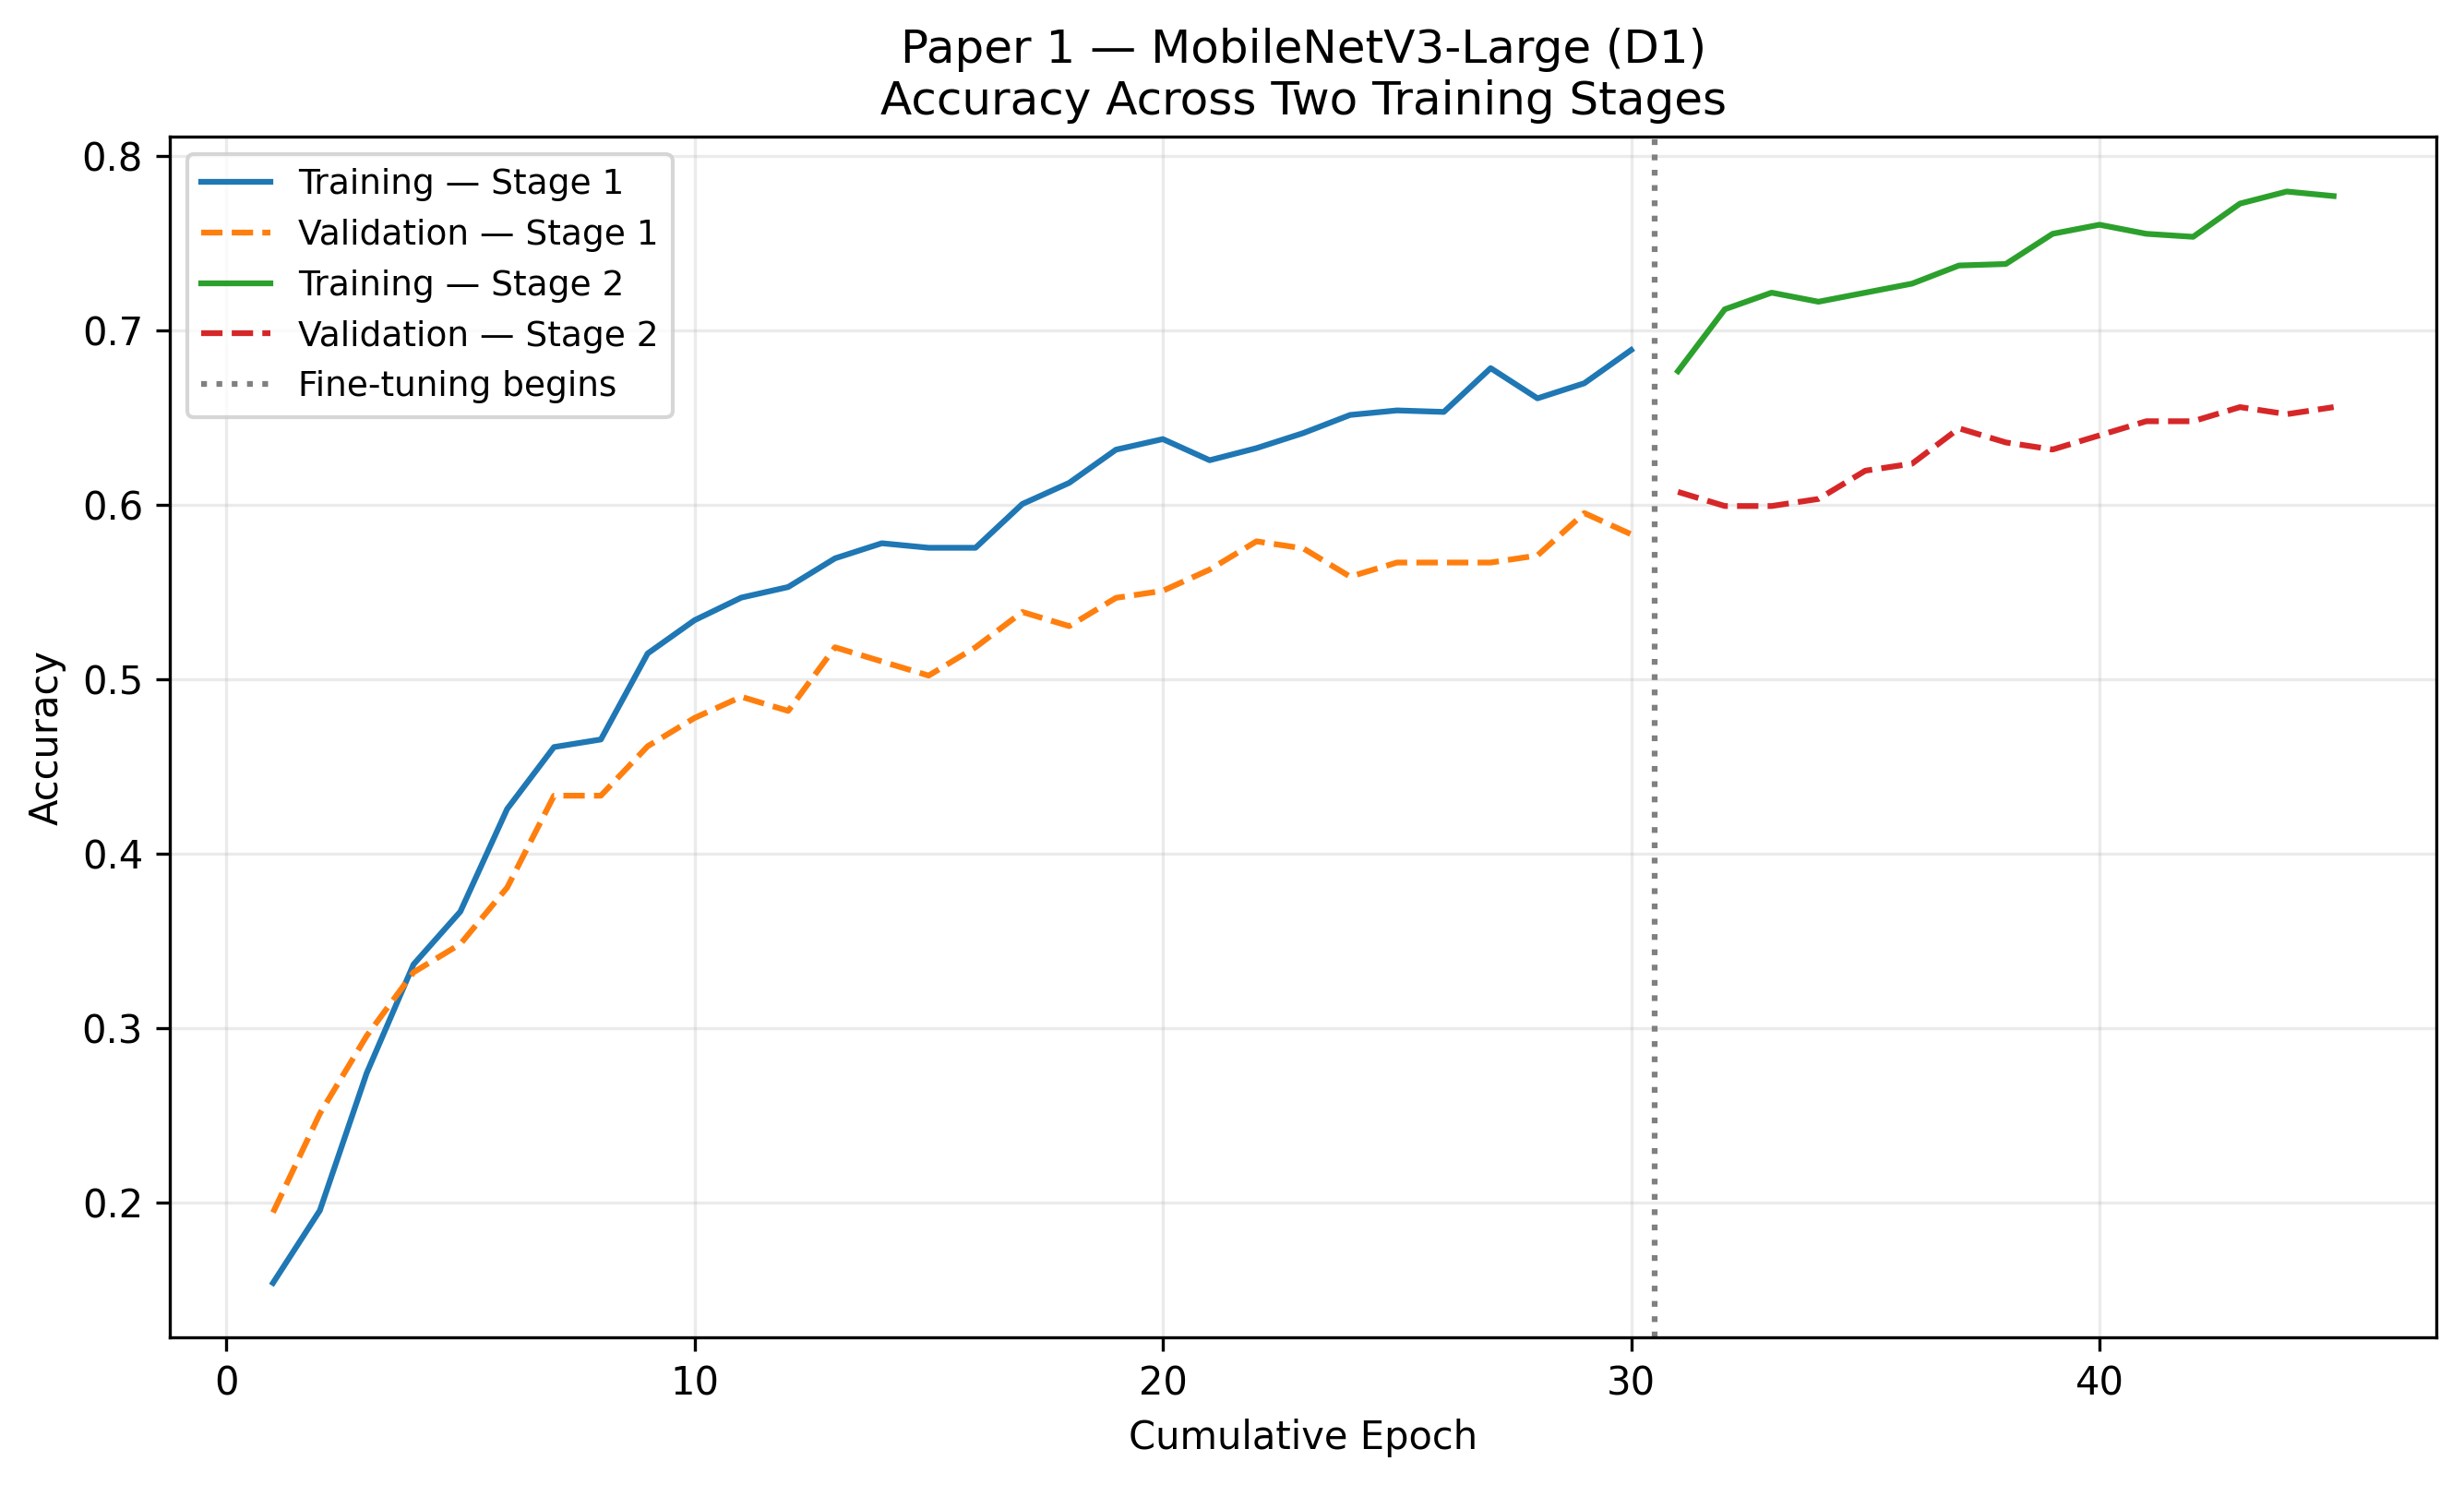 Paper 1 — MobileNetV3-Large (D1)
Accuracy Across Two Training Stages
Training — Stage 1
Validation — Stage 1
Training — Stage 2
Validation — Stage 2
Fine-tuning begins
0.8
0.7
0.6
0.5
0.4
0.3
0.2
Accuracy
0 10 20 30 40
Cumulative Epoch